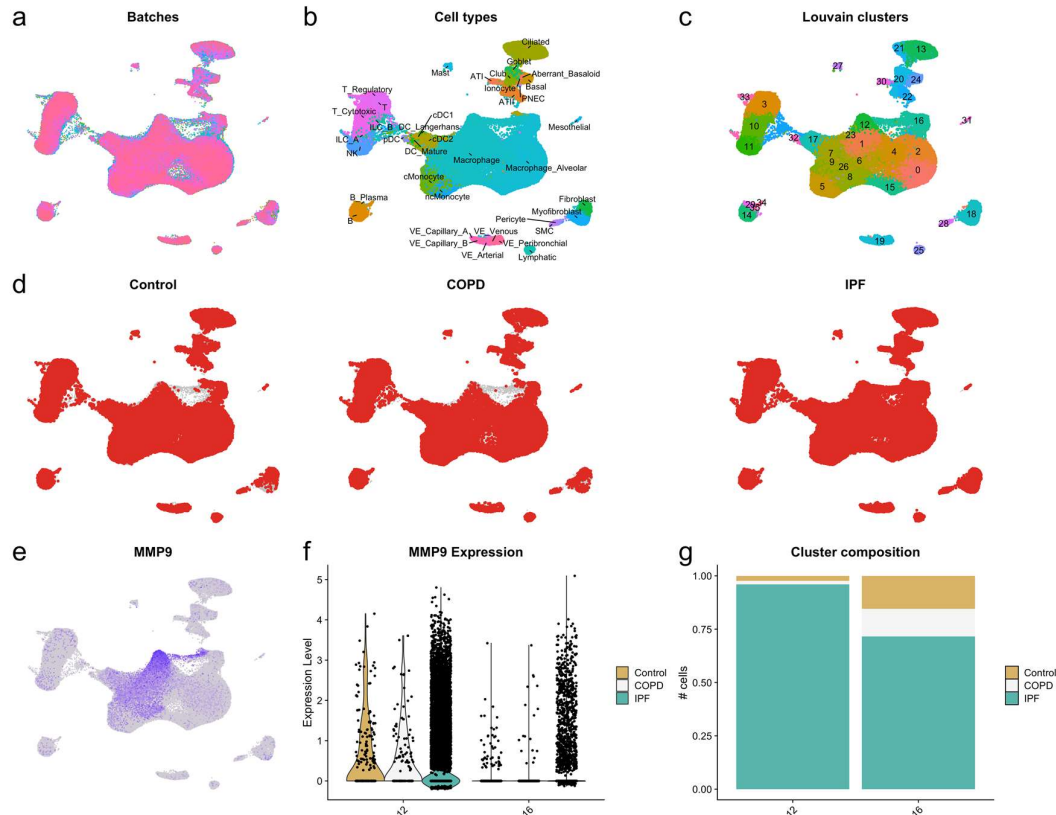 a
Batches
b
Cell types
c
Louvain clusters
Ciliated
Goblet
Mast
ATI
Club
Aberrant_Basaloid
Ionocyte
Basal
ATII
PNEC
T_Regulatory
T_Cytotoxic
T
cDC1
ILC_B
DC_Langerhans
pDC
cDC2
ILC_A
DC_Mature
NK
Mesothelial
Macrophage
Macrophage_Alveolar
cMonocyte
ncMonocyte
B_Plasma
B
Fibroblast
Myofibroblast
Pericyte
SMC
VE_Capillary_A
VE_Venous
VE_Capillary_B
VE_Peribronchial
VE_Arterial
Lymphatic
21
13
27
30
20
24
22
33
3
10
11
32
17
12
23
1
16
31
7
4
2
9
6
26
0
8
5
15
34
14
28
18
19
25
d
Control
COPD
IPF
e
MMP9
f
MMP9 Expression
Expression Level
5
4
3
2
1
0
12
16
Control
COPD
IPF
g
Cluster composition
# cells
1.00
0.75
0.50
0.25
0.00
12
16
Control
COPD
IPF